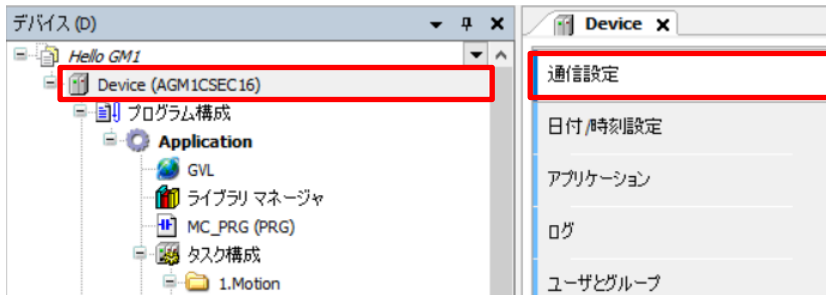 デバイス (D)
Hello GM1
Device (AGM1CSEC16)
プログラム構成
Application
GVL
ライブラリ マネージャ
MC_PRG (PRG)
タスク構成
1.Motion
Device
通信設定
日付/時刻設定
アプリケーション
ログ
ユーザとグループ